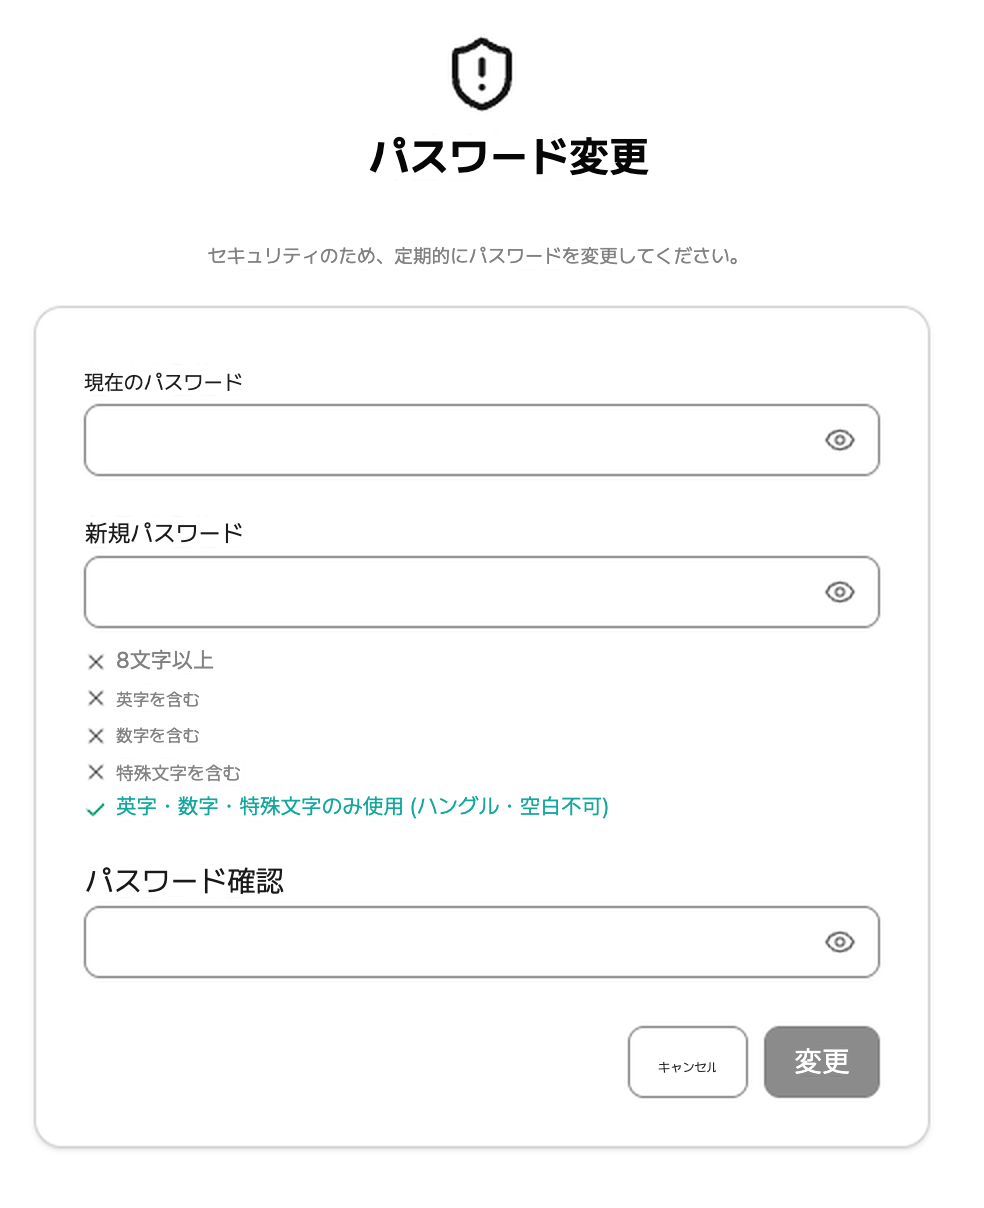 パスワード変更
セキュリティのため、定期的にパスワードを変更してください。
現在のパスワード
新規パスワード
8文字以上
英字を含む
数字を含む
特殊文字を含む
英字・数字・特殊文字のみ使用 (ハングル・空白不可)
パスワード確認
キャンセル
変更